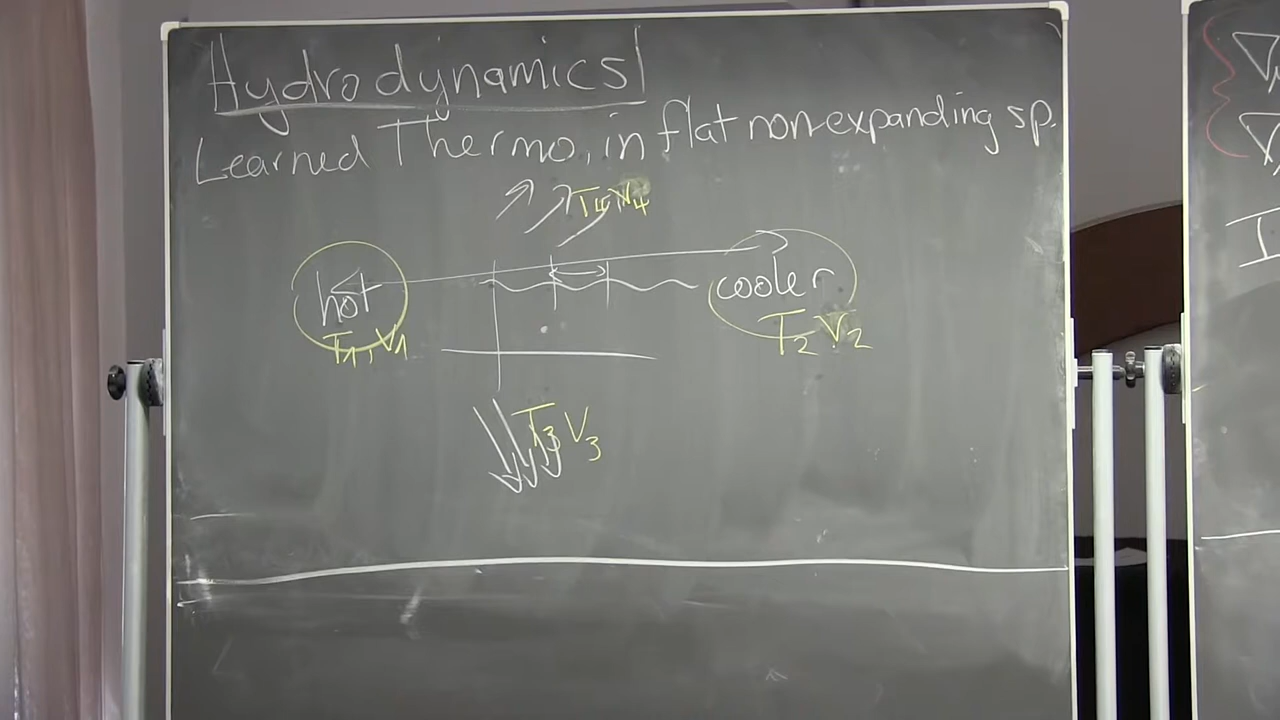 Hydrodynamics
Learned Thermo, in flat non-expanding sp.
T4, V4
hot
cooler
T1, V1
T2 V2
T3 V3